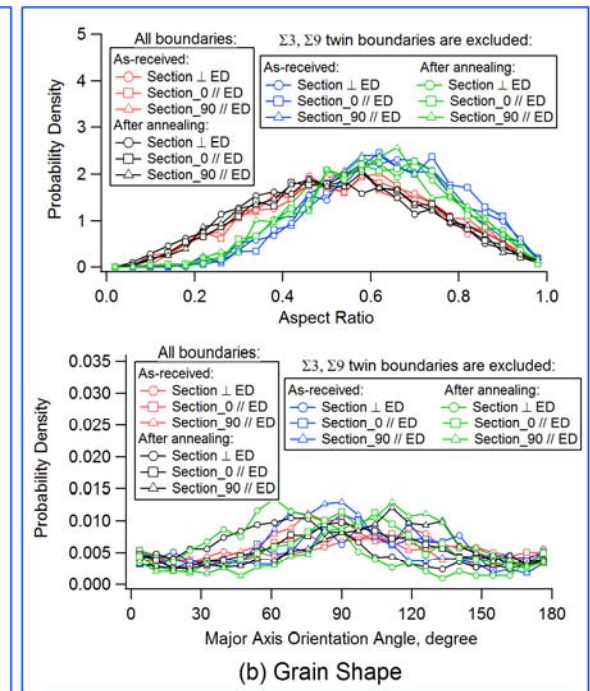 All boundaries:
As-received:
Section ⊥ ED
Section_0 // ED
Section_90 // ED
After annealing:
Section ⊥ ED
Section_0 // ED
Section_90 // ED
Σ3, Σ9 twin boundaries are excluded:
As-received:
Section ⊥ ED
Section_0 // ED
Section_90 // ED
After annealing:
Section ⊥ ED
Section_0 // ED
Section_90 // ED
Probability Density
5
4
3
2
1
0
0.0 0.2 0.4 0.6 0.8 1.0
Aspect Ratio
All boundaries:
As-received:
Section ⊥ ED
Section_0 // ED
Section_90 // ED
After annealing:
Section ⊥ ED
Section_0 // ED
Section_90 // ED
Σ3, Σ9 twin boundaries are excluded:
As-received:
Section ⊥ ED
Section_0 // ED
Section_90 // ED
After annealing:
Section ⊥ ED
Section_0 // ED
Section_90 // ED
Probability Density
0.035
0.030
0.025
0.020
0.015
0.010
0.005
0.000
0 30 60 90 120 150 180
Major Axis Orientation Angle, degree
(b) Grain Shape